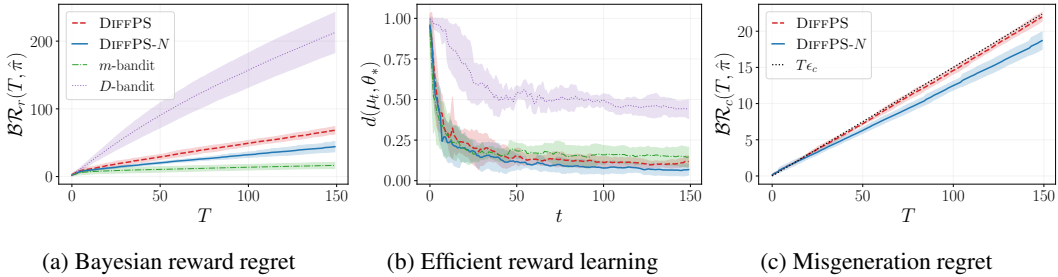 DIFFPS
DIFFPS-N
m-bandit
D-bandit
BR_r(T, π̂)
200
100
0
0
50
100
150
T
d(μ_t, θ_*)
1.00
0.75
0.50
0.25
0.00
0
50
100
150
t
DIFFPS
DIFFPS-N
Tϵ_c
BR_c(T, π̂)
20
10
0
0
50
100
150
T
(a) Bayesian reward regret
(b) Efficient reward learning
(c) Misgeneration regret